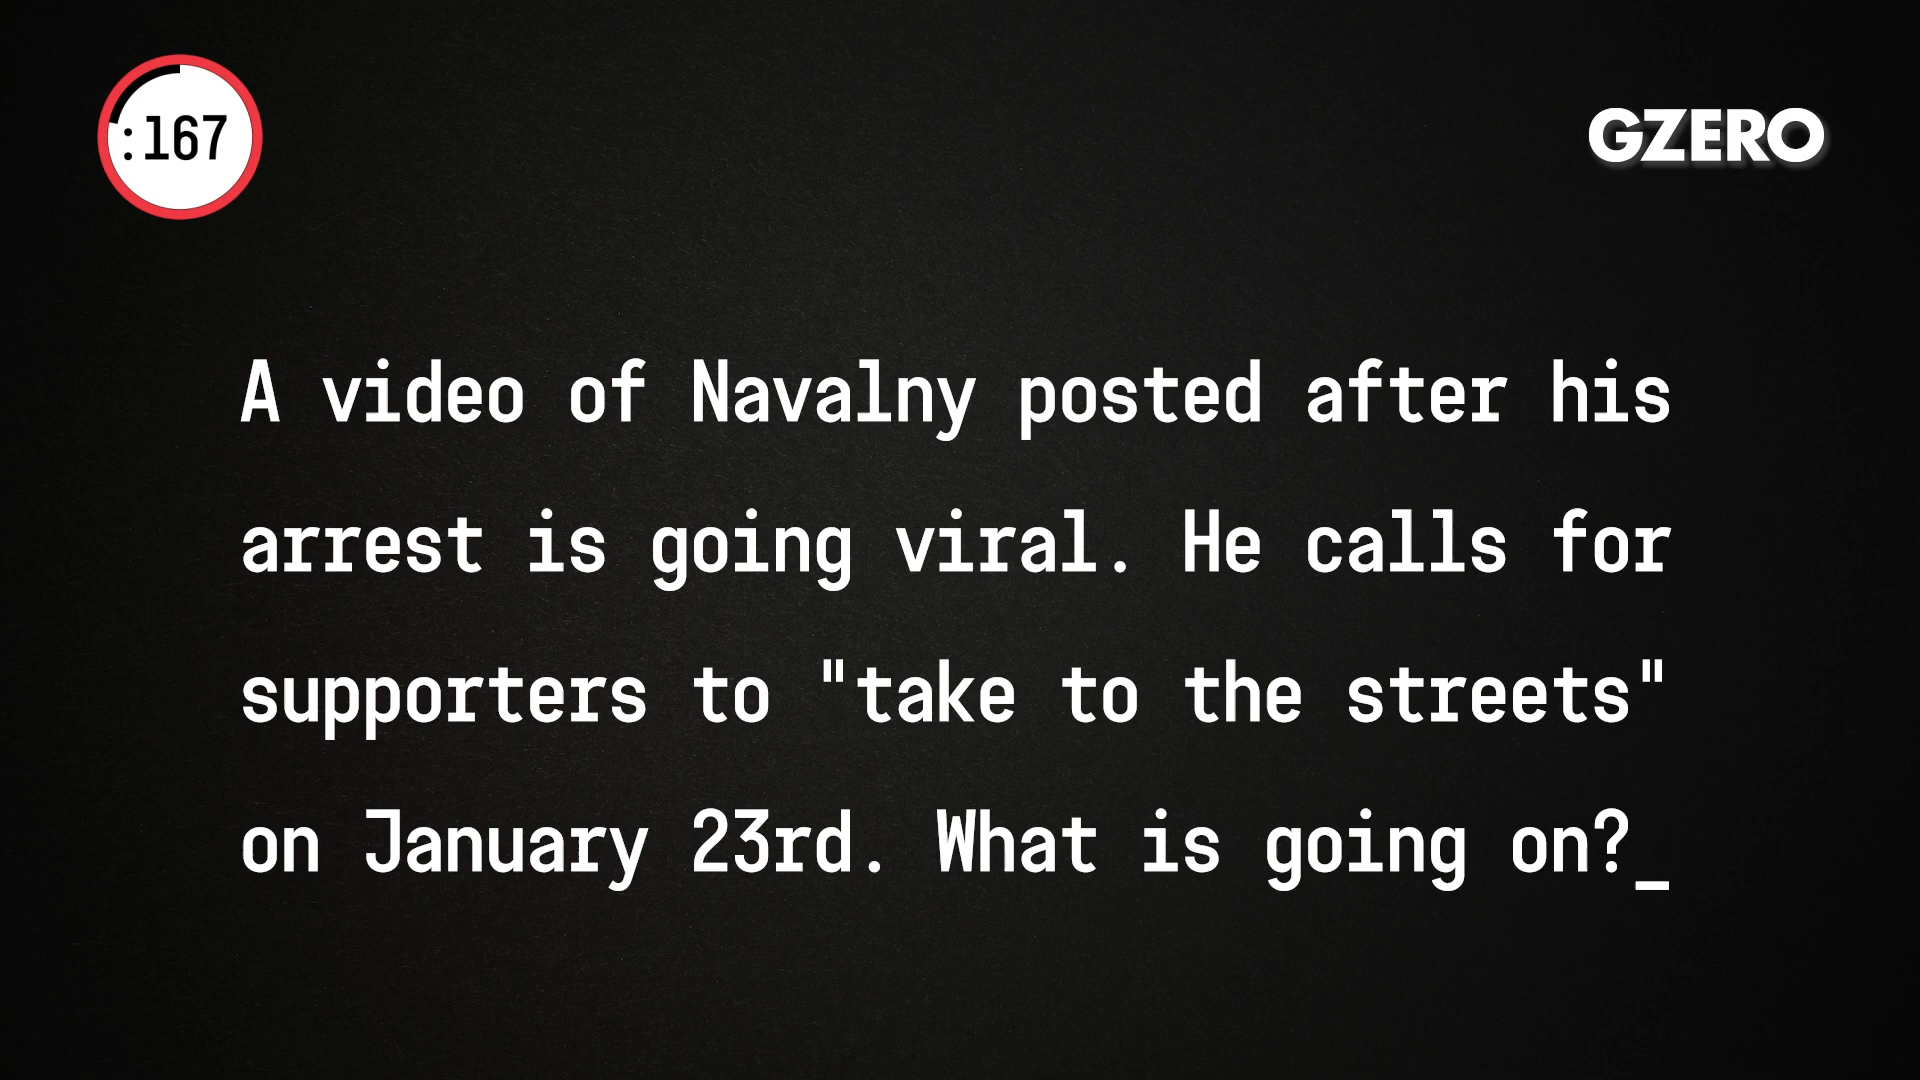 :167
GZERO
A video of Navalny posted after his
arrest is going viral. He calls for
supporters to "take to the streets"
on January 23rd. What is going on?_